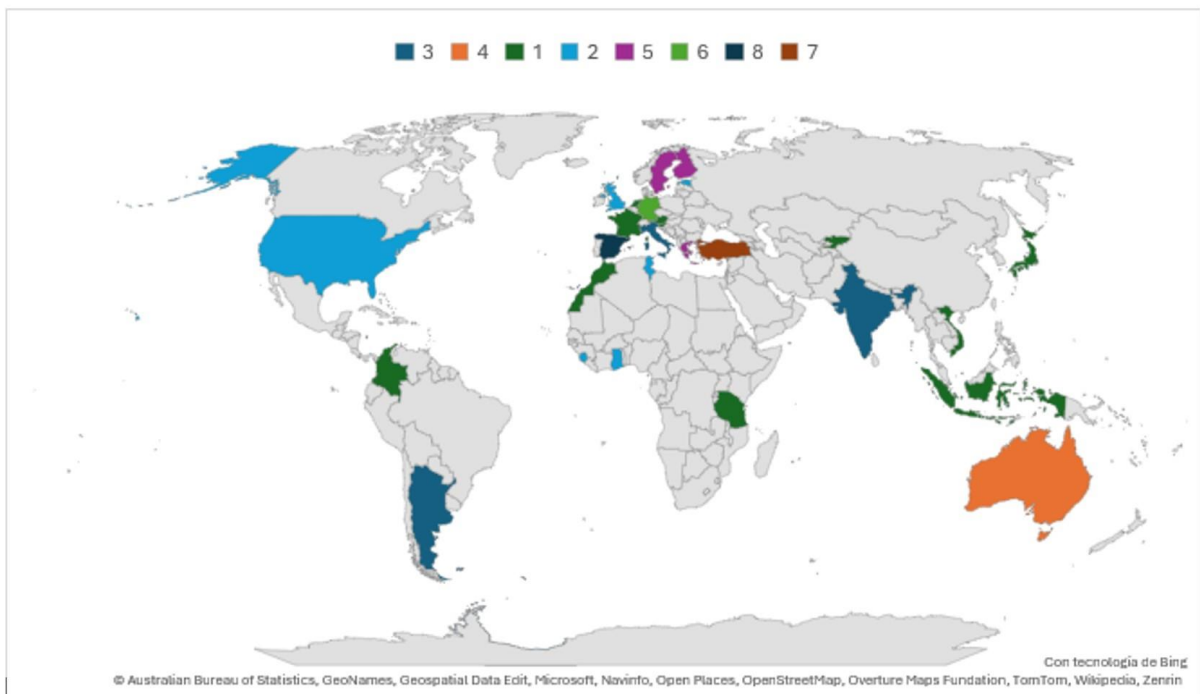 3 4 1 2 5 6 8 7
Con tecnología de Bing
© Australian Bureau of Statistics, GeoNames, Geospatial Data Edit, Microsoft, Navinfo, Open Places, OpenStreetMap, Overture Maps Fundation, TomTom, Wikipedia, Zenrin